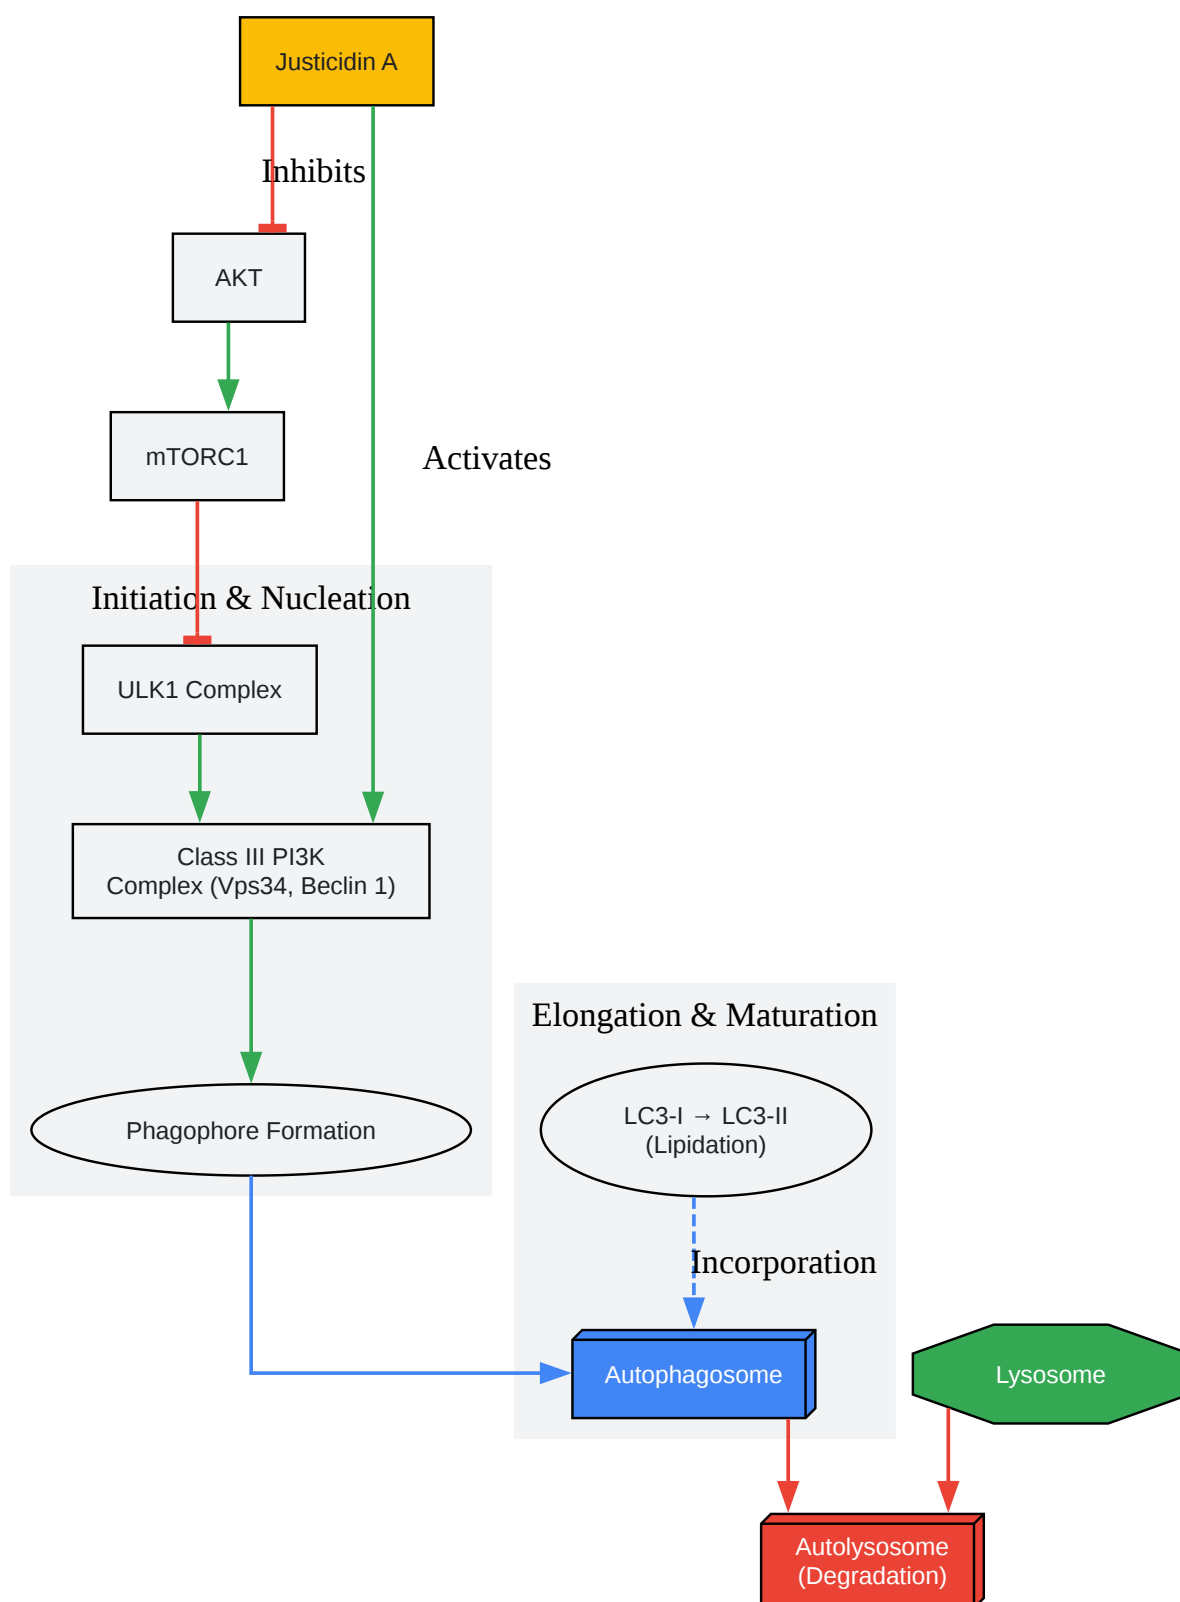 Justicidin A
Inhibits
AKT
mTORC1
Activates
Initiation & Nucleation
ULK1 Complex
Class III PI3K
Complex (Vps34, Beclin 1)
Phagophore Formation
Elongation & Maturation
LC3-I → LC3-II
(Lipidation)
Incorporation
Autophagosome
Lysosome
Autolysosome
(Degradation)